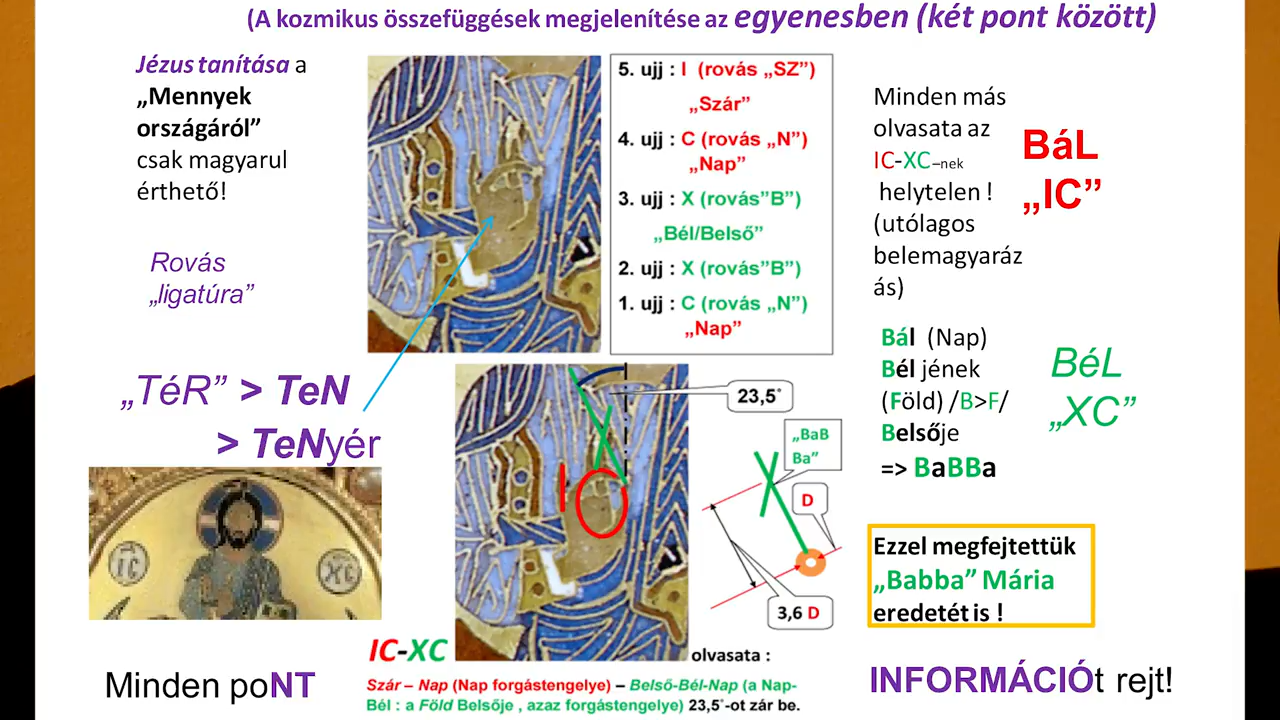 (A kozmikus összefüggések megjelenítése az egyenesben (két pont között)
Jézus tanítása a
„Mennyek
országáról”
csak magyarul
érthető!
Rovás
„ligatúra”
„TéR” > TeN
> TeNyér
5. ujj : I (rovás „SZ”)
„Szár”
4. ujj : C (rovás „N”)
„Nap”
3. ujj : X (rovás”B”)
„Bél/Belső”
2. ujj : X (rovás”B”)
1. ujj : C (rovás „N”)
„Nap”
Minden más
olvasata az
IC-XC–nek
helytelen !
(utólagos
belemagyaráz
ás)
BáL
„IC”
Bál (Nap)
Bél jének
(Föld) /B>F/
Belsője
=> BaBBa
BéL
„XC”
23,5˚
„BaB
Ba”
D
3,6 D
IC
XC
Ezzel megfejtettük
„Babba” Mária
eredetét is !
IC-XC olvasata :
Szár – Nap (Nap forgástengelye) – Belső-Bél-Nap (a Nap-
Bél : a Föld Belsője , azaz forgástengelye) 23,5˚-ot zár be.
Minden poNT
INFORMÁCIÓt rejt!